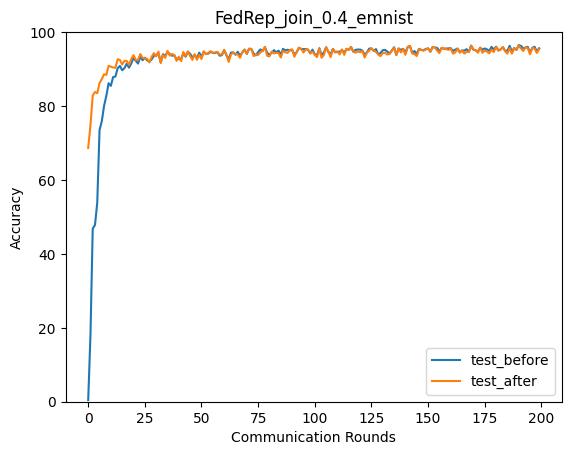 FedRep_join_0.4_emnist
Accuracy
100
80
60
40
20
0
0 25 50 75 100 125 150 175 200
Communication Rounds
test_before
test_after